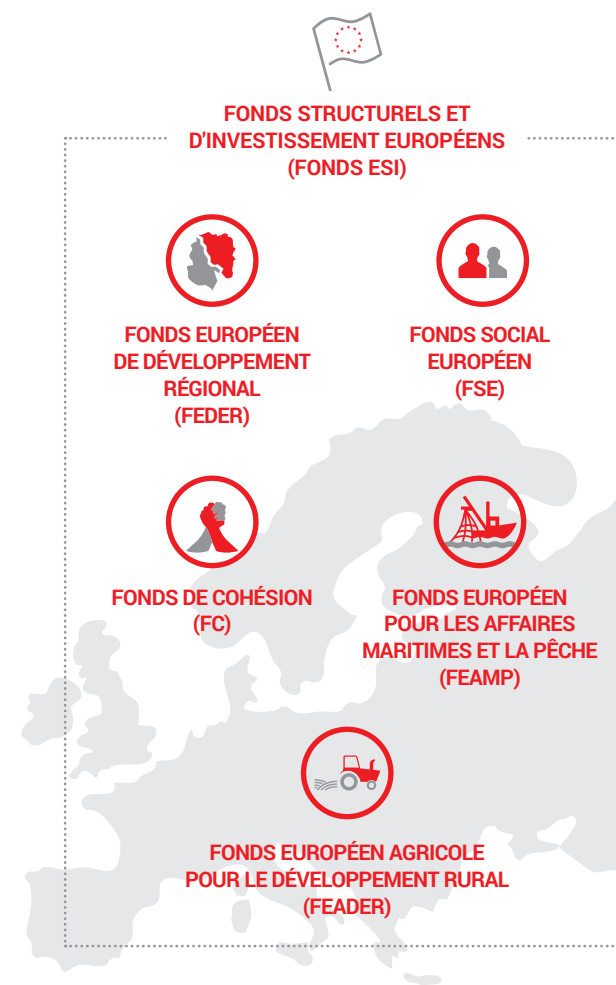 FONDS STRUCTURELS ET
D'INVESTISSEMENT EUROPÉENS
(FONDS ESI)
FONDS EUROPÉEN
DE DÉVELOPPEMENT
RÉGIONAL
(FEDER)
FONDS SOCIAL
EUROPÉEN
(FSE)
FONDS DE COHÉSION
(FC)
FONDS EUROPÉEN
POUR LES AFFAIRES
MARITIMES ET LA PÊCHE
(FEAMP)
FONDS EUROPÉEN AGRICOLE
POUR LE DÉVELOPPEMENT RURAL
(FEADER)